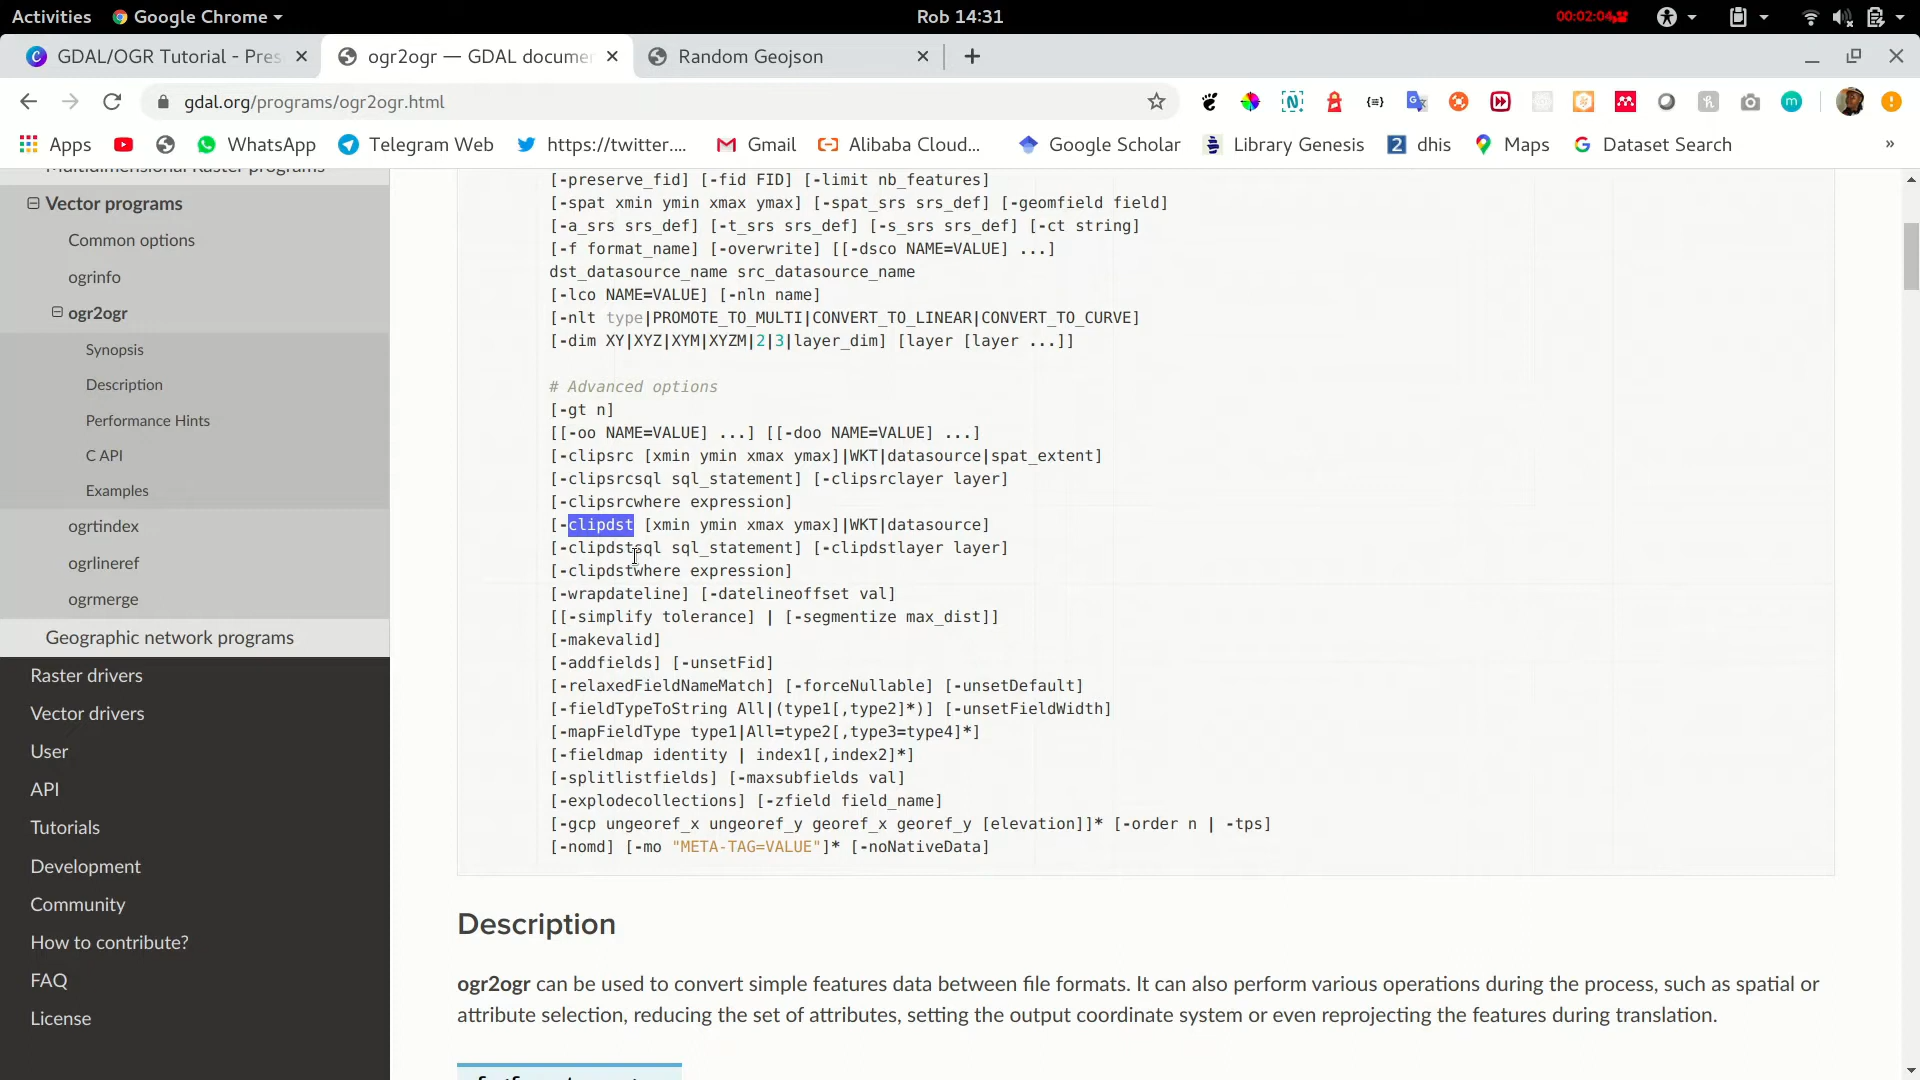 Activities Google Chrome Rob 14:31 00:02:04
GDAL/OGR Tutorial - Pres ogr2ogr — GDAL documen Random Geojson
gdal.org/programs/ogr2ogr.html
Apps WhatsApp Telegram Web https://twitter.... Gmail Alibaba Cloud... Google Scholar Library Genesis 2 dhis Maps Dataset Search »
Multidimensional Raster programs
Vector programs
Common options
ogrinfo
ogr2ogr
Synopsis
Description
Performance Hints
C API
Examples
ogrtindex
ogrlineref
ogrmerge
Geographic network programs
Raster drivers
Vector drivers
User
API
Tutorials
Development
Community
How to contribute?
FAQ
License
[-preserve_fid] [-fid FID] [-limit nb_features]
[-spat xmin ymin xmax ymax] [-spat_srs srs_def] [-geomfield field]
[-a_srs srs_def] [-t_srs srs_def] [-s_srs srs_def] [-ct string]
[-f format_name] [-overwrite] [[-dsco NAME=VALUE] ...]
dst_datasource_name src_datasource_name
[-lco NAME=VALUE] [-nln name]
[-nlt type|PROMOTE_TO_MULTI|CONVERT_TO_LINEAR|CONVERT_TO_CURVE]
[-dim XY|XYZ|XYM|XYZM|2|3|layer_dim] [layer [layer ...]]
# Advanced options
[-gt n]
[[-oo NAME=VALUE] ...] [[-doo NAME=VALUE] ...]
[-clipsrc [xmin ymin xmax ymax]|WKT|datasource|spat_extent]
[-clipsrcsql sql_statement] [-clipsrclayer layer]
[-clipsrcwhere expression]
[-clipdst [xmin ymin xmax ymax]|WKT|datasource]
[-clipdstsql sql_statement] [-clipdstlayer layer]
[-clipdstwhere expression]
[-wrapdateline] [-datelineoffset val]
[[-simplify tolerance] | [-segmentize max_dist]]
[-makevalid]
[-addfields] [-unsetFid]
[-relaxedFieldNameMatch] [-forceNullable] [-unsetDefault]
[-fieldTypeToString All|(type1[,type2]*)] [-unsetFieldWidth]
[-mapFieldType type1|All=type2[,type3=type4]*]
[-fieldmap identity | index1[,index2]*]
[-splitlistfields] [-maxsubfields val]
[-explodecollections] [-zfield field_name]
[-gcp ungeoref_x ungeoref_y georef_x georef_y [elevation]]* [-order n | -tps]
[-nomd] [-mo "META-TAG=VALUE"]* [-noNativeData]
Description
ogr2ogr can be used to convert simple features data between file formats. It can also perform various operations during the process, such as spatial or
attribute selection, reducing the set of attributes, setting the output coordinate system or even reprojecting the features during translation.